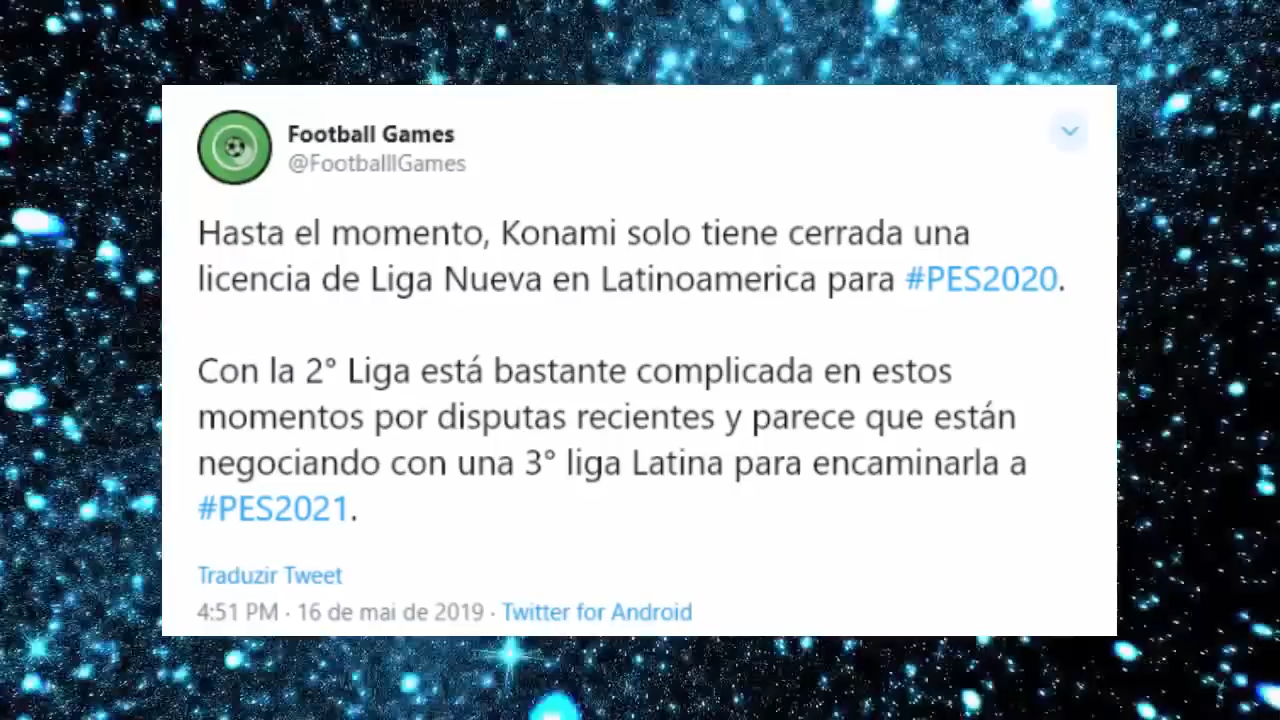 Football Games
@FootballlGames
Hasta el momento, Konami solo tiene cerrada una
licencia de Liga Nueva en Latinoamerica para #PES2020.
Con la 2° Liga está bastante complicada en estos
momentos por disputas recientes y parece que están
negociando con una 3° liga Latina para encaminarla a
#PES2021.
Traduzir Tweet
4:51 PM · 16 de mai de 2019 · Twitter for Android